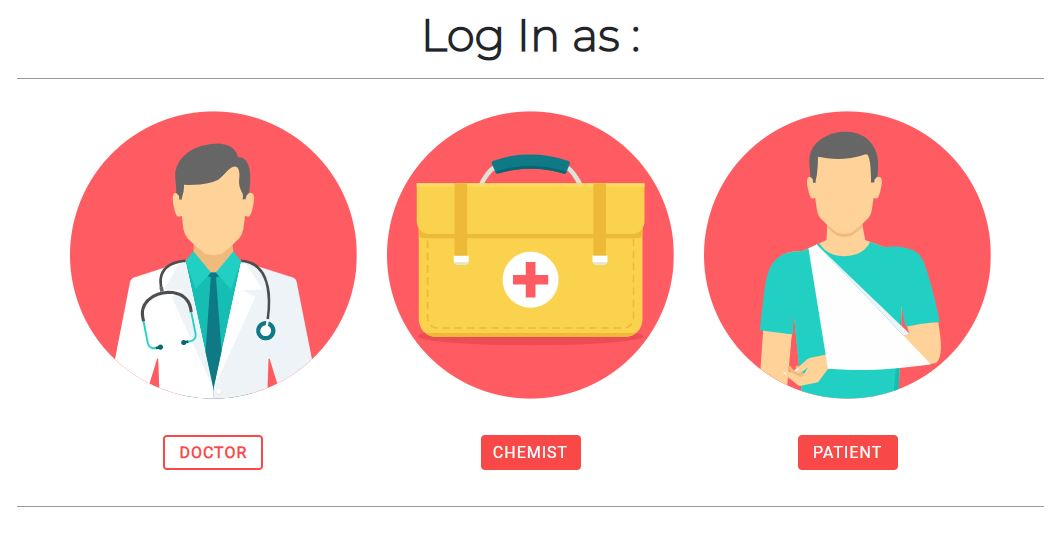 Log In as :
DOCTOR
CHEMIST
PATIENT